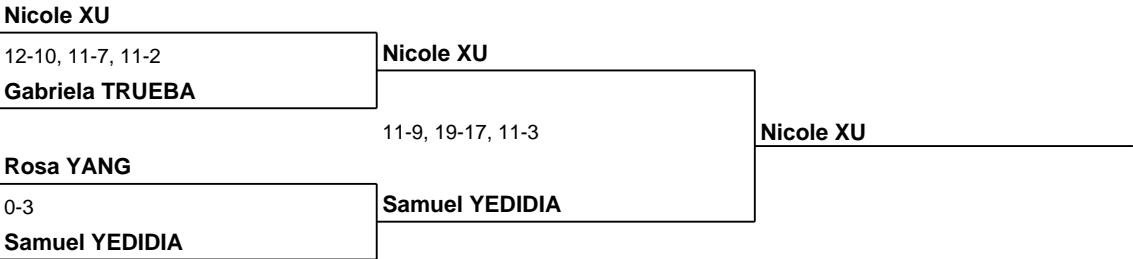 Nicole XU
12-10, 11-7, 11-2
Nicole XU
Gabriela TRUEBA
11-9, 19-17, 11-3
Nicole XU
Rosa YANG
0-3
Samuel YEDIDIA
Samuel YEDIDIA